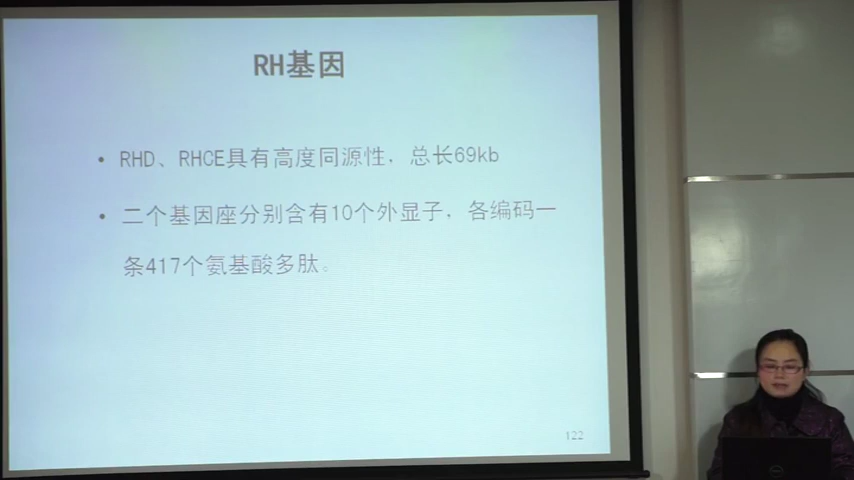 RH基因
• RHD、RHCE具有高度同源性，总长69kb
• 二个基因座分别含有10个外显子，各编码一
条417个氨基酸多肽。
122